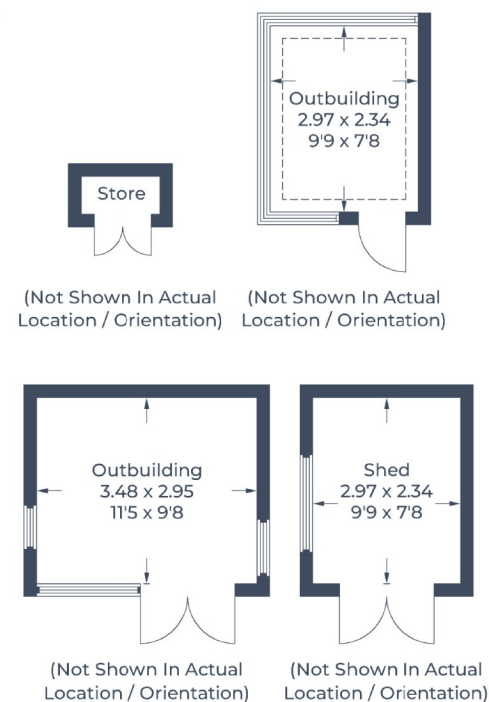 Outbuilding
2.97 x 2.34
9'9 x 7'8
Store
(Not Shown In Actual
Location / Orientation)
(Not Shown In Actual
Location / Orientation)
Outbuilding
3.48 x 2.95
11'5 x 9'8
Shed
2.97 x 2.34
9'9 x 7'8
(Not Shown In Actual
Location / Orientation)
(Not Shown In Actual
Location / Orientation)